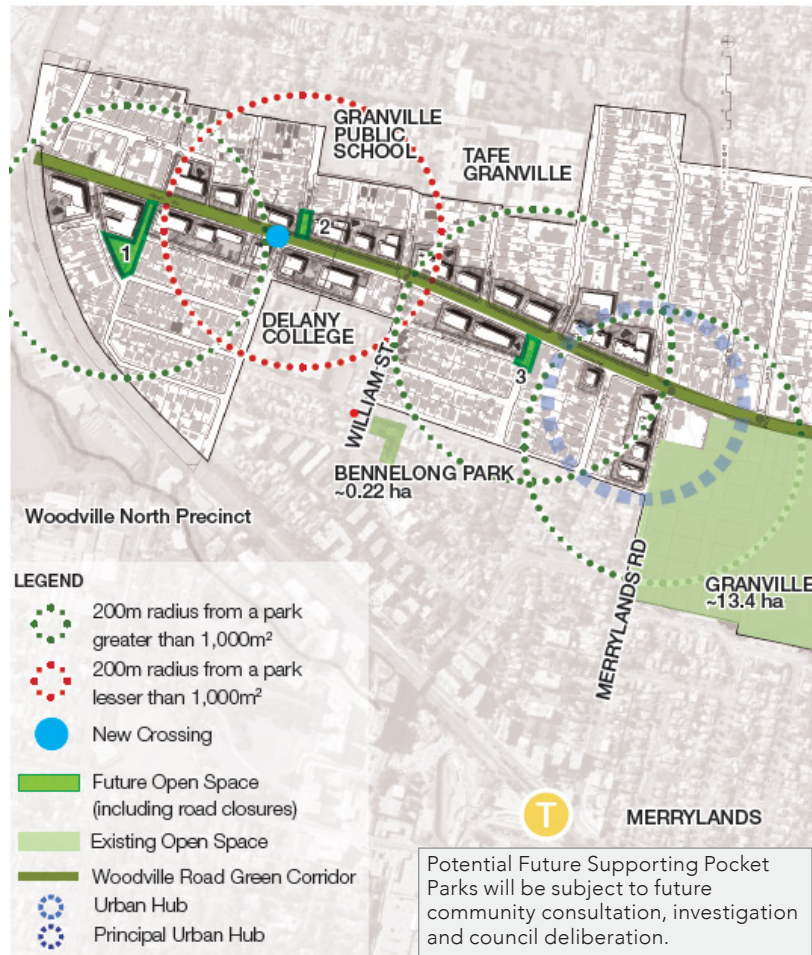 GRANVILLE
PUBLIC
SCHOOL
TAFE
GRANVILLE
2
1
DELANY
COLLEGE
WILLIAM ST
3
BENNELONG PARK
~0.22 ha
Woodville North Precinct
MERRYLANDS RD
GRANVILLE
~13.4 ha
LEGEND
200m radius from a park
greater than 1,000m²
200m radius from a park
lesser than 1,000m²
New Crossing
Future Open Space
(including road closures)
Existing Open Space
Woodville Road Green Corridor
Urban Hub
Principal Urban Hub
T
MERRYLANDS
Potential Future Supporting Pocket
Parks will be subject to future
community consultation, investigation
and council deliberation.